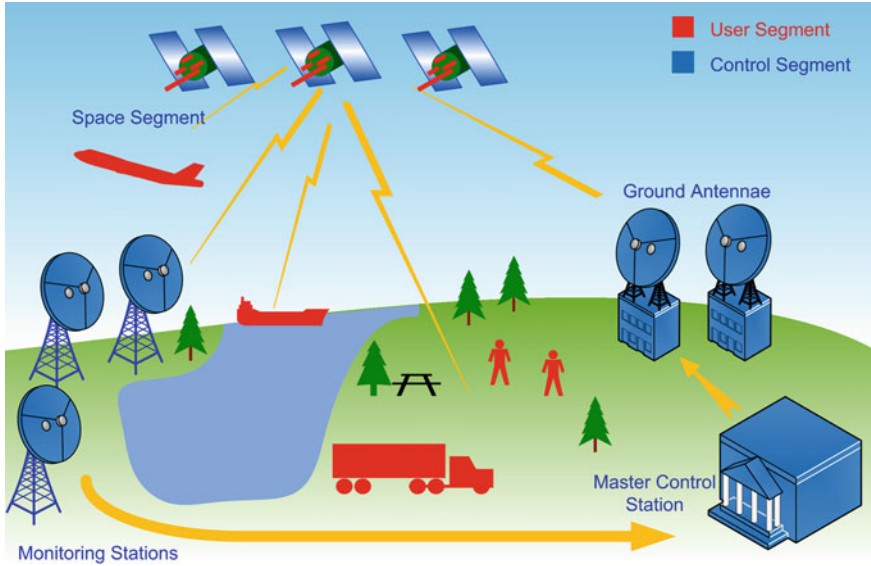 User Segment
Control Segment
Space Segment
Ground Antennae
Master Control
Station
Monitoring Stations